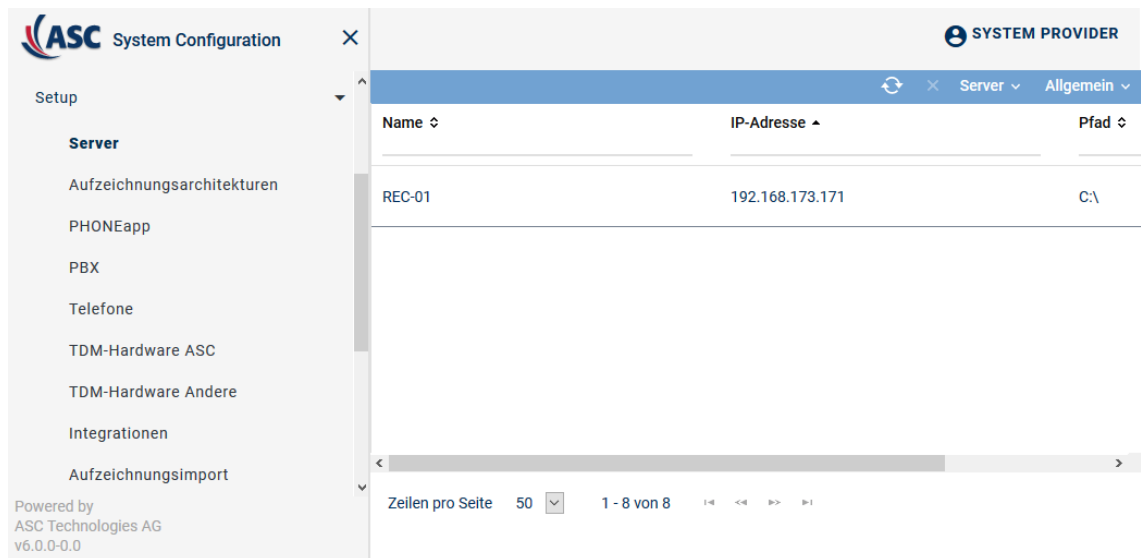 ASC System Configuration
SYSTEM PROVIDER
Setup
Server
Aufzeichnungsarchitekturen
PHONEapp
PBX
Telefone
TDM-Hardware ASC
TDM-Hardware Andere
Integrationen
Aufzeichnungsimport
Powered by
ASC Technologies AG
v6.0.0-0.0
Server Allgemein
Name IP-Adresse Pfad
REC-01 192.168.173.171 C:\
Zeilen pro Seite 50 1 - 8 von 8